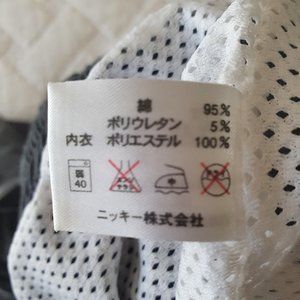 綿 95%
ポリウレタン 5%
内衣 ポリエステル 100%
弱
40
ニッキー株式会社